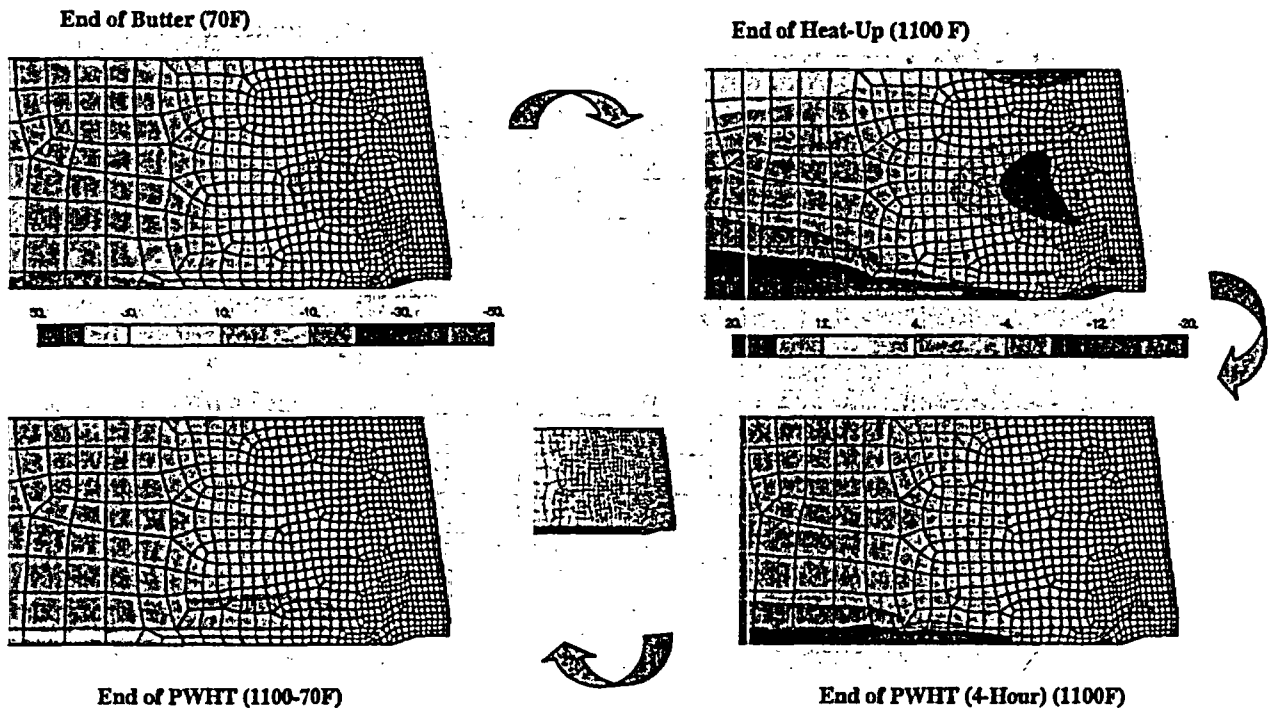 End of Butter (70F)
End of Heat-Up (1100 F)
10. -10. -30. -50.
20. 12. 4. -4. -12. -20.
End of PWHT (1100-70F)
End of PWHT (4-Hour) (1100F)